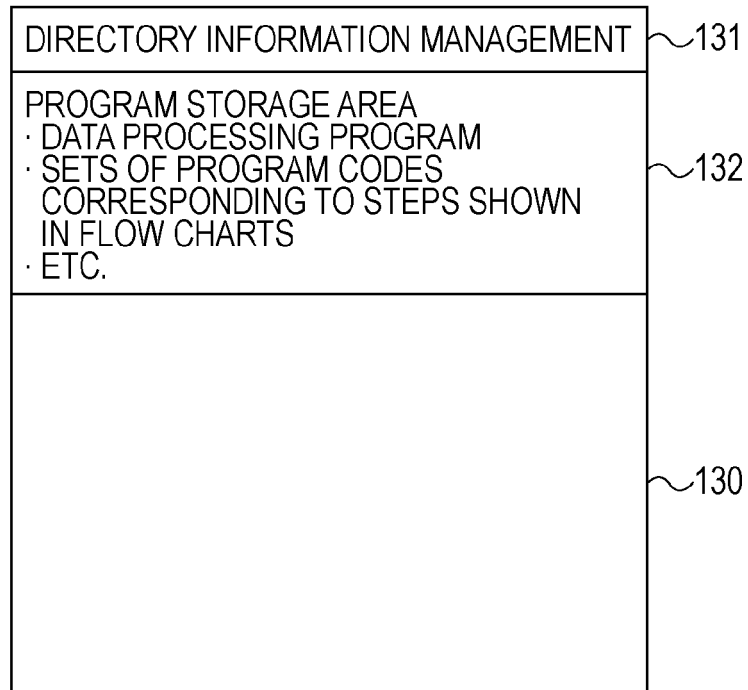 DIRECTORY INFORMATION MANAGEMENT 131
PROGRAM STORAGE AREA
· DATA PROCESSING PROGRAM
· SETS OF PROGRAM CODES 132
CORRESPONDING TO STEPS SHOWN
IN FLOW CHARTS
· ETC.
130